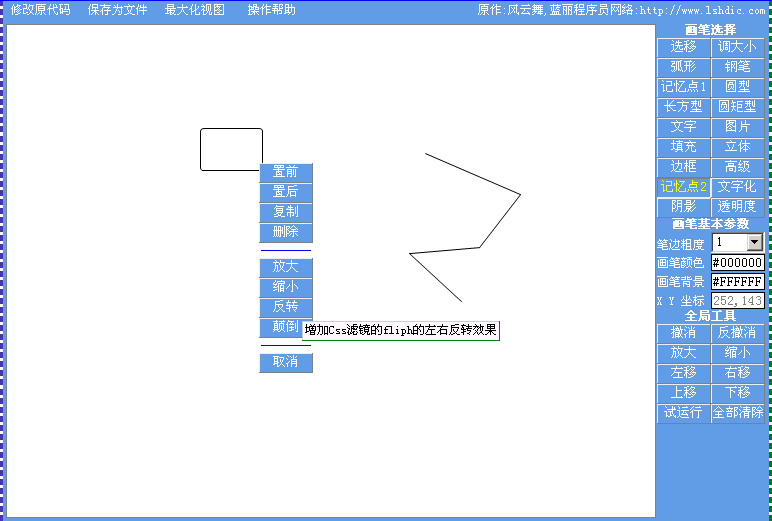 修改原代码 保存为文件 最大化视图 操作帮助 原作:风云舞,蓝丽程序员网络:http://www.lshdic.com
画笔选择
选移 调大小
弧形 钢笔
记忆点1 圆型
长方型 圆矩型
文字 图片
填充 立体
边框 高级
记忆点2 文字化
阴影 透明度
画笔基本参数
笔边粗度 1
画笔颜色 #000000
画笔背景 #FFFFFF
X Y 坐标 252,143
全局工具
撤消 反撤消
放大 缩小
左移 右移
上移 下移
试运行 全部清除
置前
置后
复制
删除
放大
缩小
反转
颠倒
增加Css滤镜的fliph的左右反转效果
取消